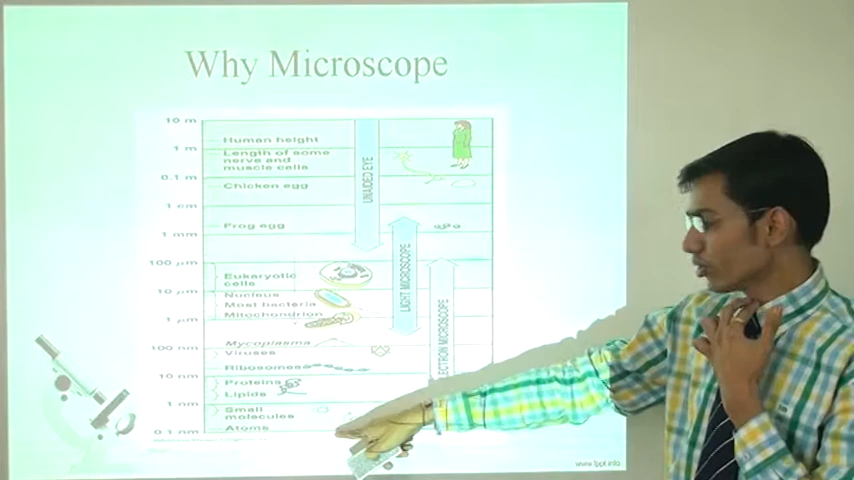 Why Microscope
10 m
Human height
1 m
Length of some
nerve and
muscle cells
0.1 m
Chicken egg
1 cm
Frog egg
1 mm
100 µm
Eukaryotic
cells
10 µm
Nucleus
Most bacteria
Mitochondrion
1 µm
Mycoplasma
100 nm
Viruses
Ribosomes
10 nm
Proteins
Lipids
1 nm
Small
molecules
Atoms
0.1 nm
UNAIDED EYE
LIGHT MICROSCOPE
LECTRON MICROSCOPE
www.fppt.info